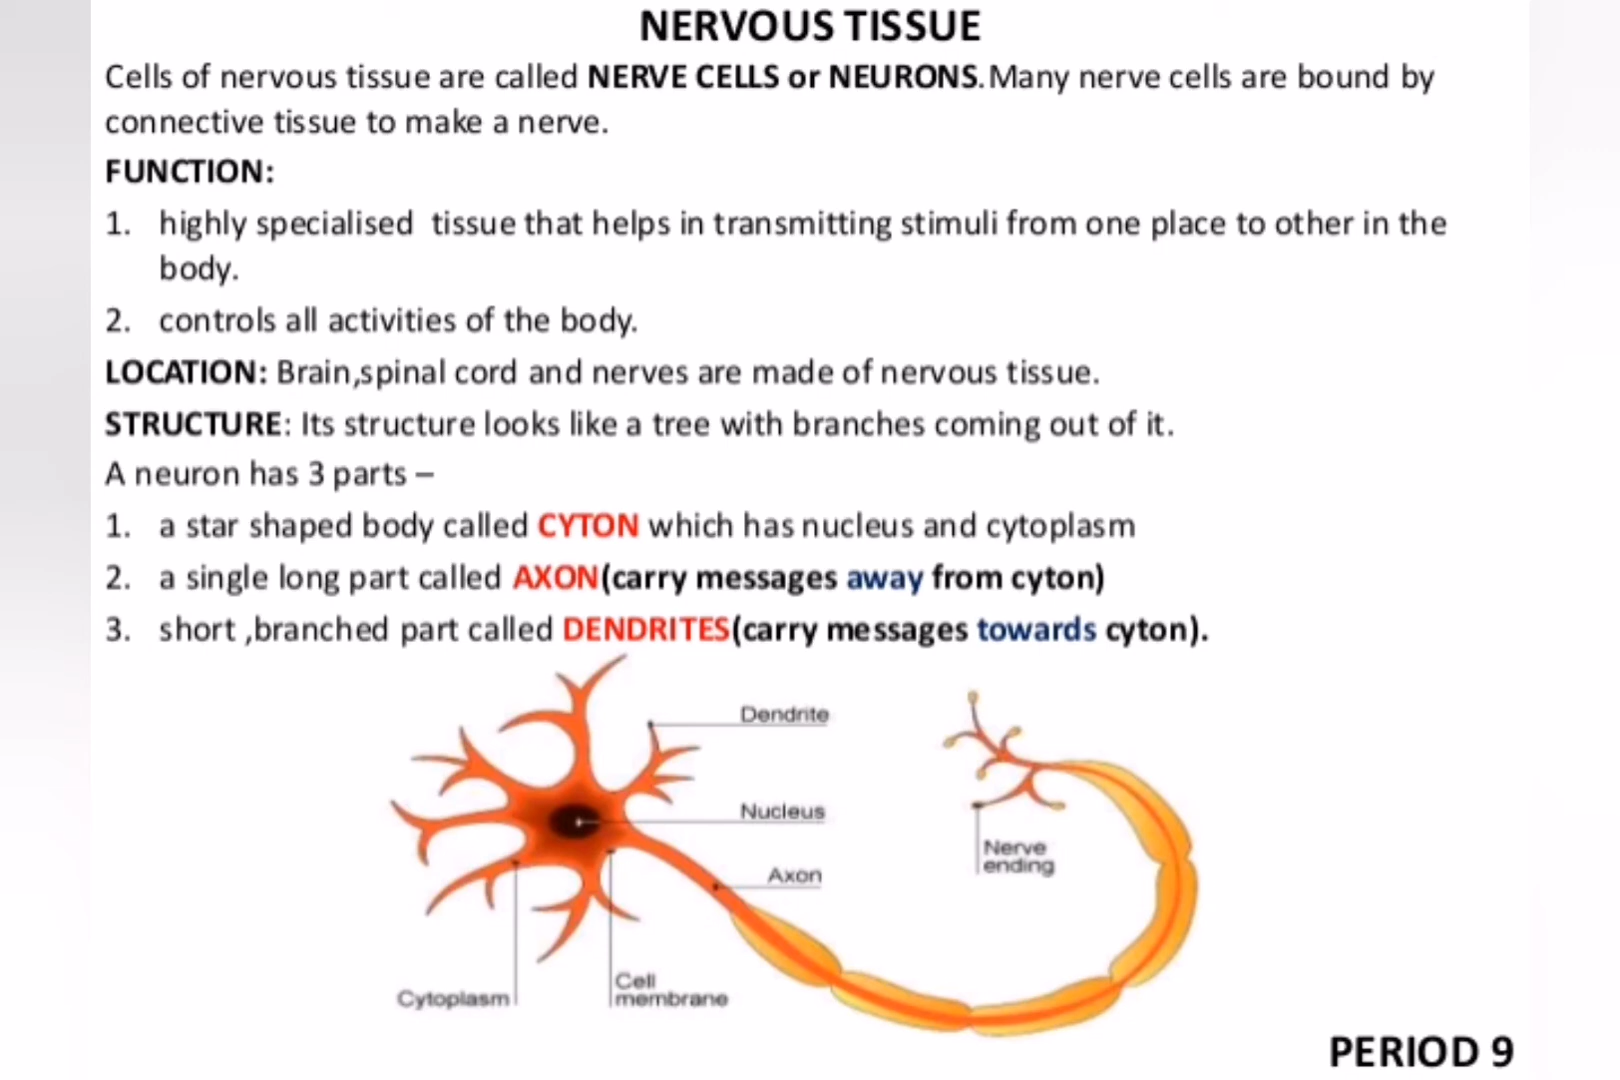 NERVOUS TISSUE
Cells of nervous tissue are called NERVE CELLS or NEURONS.Many nerve cells are bound by
connective tissue to make a nerve.
FUNCTION:
1. highly specialised tissue that helps in transmitting stimuli from one place to other in the
body.
2. controls all activities of the body.
LOCATION: Brain,spinal cord and nerves are made of nervous tissue.
STRUCTURE: Its structure looks like a tree with branches coming out of it.
A neuron has 3 parts –
1. a star shaped body called CYTON which has nucleus and cytoplasm
2. a single long part called AXON(carry messages away from cyton)
3. short ,branched part called DENDRITES(carry messages towards cyton).
Dendrite
Nucleus
Nerve
ending
Axon
Cell
membrane
Cytoplasm
PERIOD 9